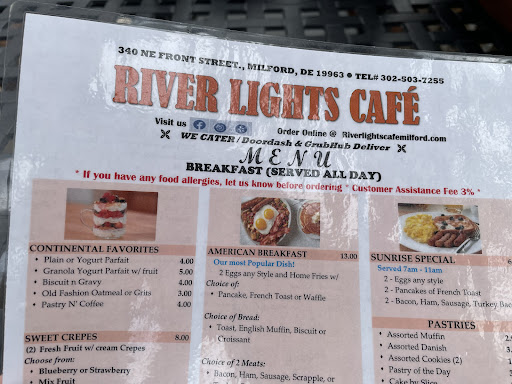 340 NE FRONT STREET., MILFORD, DE 19963 ● TEL# 302-503-7255
RIVER LIGHTS CAFÉ
Visit us
Order Online @ Riverlightscafemilford.com
WE CATER/Doordash & GrubHub Deliver
MENU
BREAKFAST (SERVED ALL DAY)
* If you have any food allergies, let us know before ordering * Customer Assistance Fee 3% *
CONTINENTAL FAVORITES
• Plain or Yogurt Parfait 4.00
• Granola Yogurt Parfait w/ fruit 5.00
• Biscuit n Gravy 4.00
• Old Fashion Oatmeal or Grits 3.00
• Pastry N' Coffee 4.00
SWEET CREPES 8.00
(2) Fresh Fruit w/ cream Crepes
Choose from:
• Blueberry or Strawberry
• Mix Fruit
AMERICAN BREAKFAST 13.00
Our most Popular Dish!
2 Eggs any Style and Home Fries w/
Choice of:
• Pancake, French Toast or Waffle
Choice of Bread:
• Toast, English Muffin, Biscuit or
Croissant
Choice of 2 Meats:
• Bacon, Ham, Sausage, Scrapple, or
SUNRISE SPECIAL
Served 7am - 11am
• 2 - Eggs any style
• 2 - Pancakes of French Toast
• 2 - Bacon, Ham, Sausage, Turkey
PASTRIES
• Assorted Muffin 2.
• Assorted Danish 3.
• Assorted Cookies (2)
• Pastry of the Day
• Cake by Slice